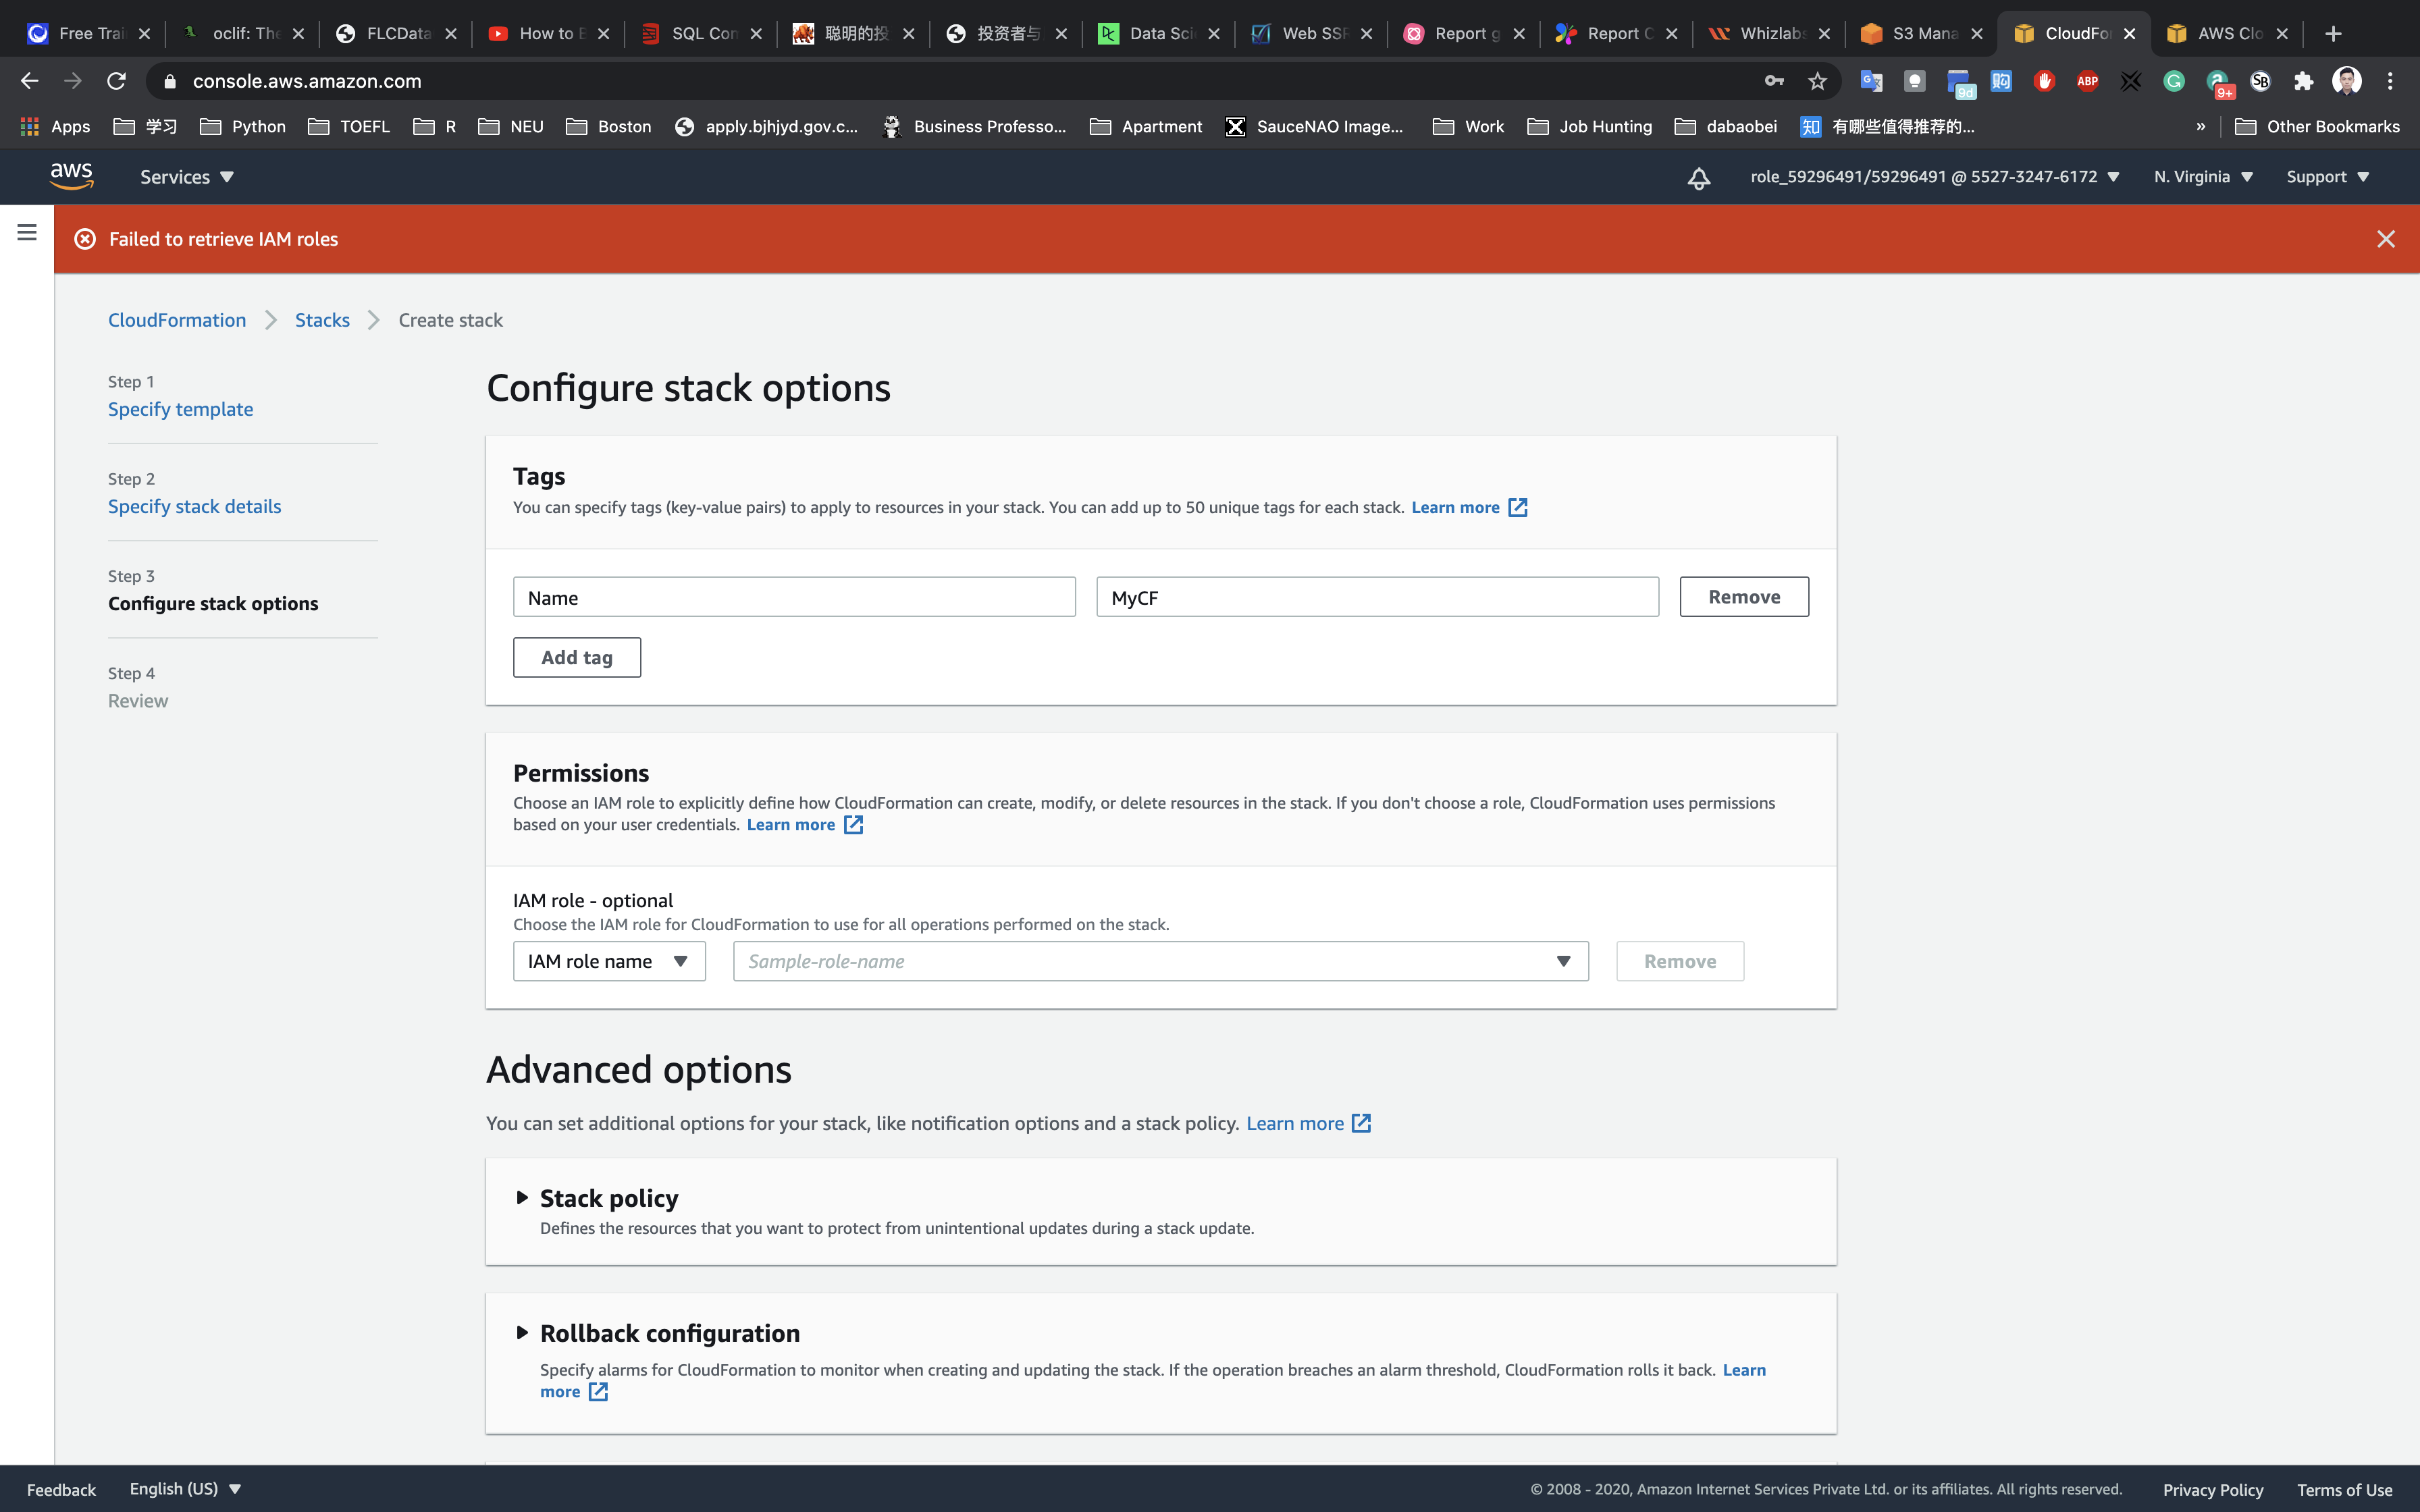 Free Trai
oclif: The
FLCData
How to B
SQL Con
聪明的投
投资者与
Data Scie
Web SSR
Report g
Report C
Whizlabs
S3 Mana
CloudFor
AWS Clo
console.aws.amazon.com
9d
购
ABP
9+
SB
Apps
学习
Python
TOEFL
R
NEU
Boston
apply.bjhjyd.gov.c...
Business Professo...
Apartment
SauceNAO Image...
Work
Job Hunting
dabaobei
知 有哪些值得推荐的...
»
Other Bookmarks
aws
Services
role_59296491/59296491 @ 5527-3247-6172
N. Virginia
Support
Failed to retrieve IAM roles
CloudFormation
Stacks
Create stack
Step 1
Specify template
Step 2
Specify stack details
Step 3
Configure stack options
Step 4
Review
Configure stack options
Tags
You can specify tags (key-value pairs) to apply to resources in your stack. You can add up to 50 unique tags for each stack. Learn more
Name
MyCF
Remove
Add tag
Permissions
Choose an IAM role to explicitly define how CloudFormation can create, modify, or delete resources in the stack. If you don't choose a role, CloudFormation uses permissions
based on your user credentials. Learn more
IAM role - optional
Choose the IAM role for CloudFormation to use for all operations performed on the stack.
IAM role name
Sample-role-name
Remove
Advanced options
You can set additional options for your stack, like notification options and a stack policy. Learn more
Stack policy
Defines the resources that you want to protect from unintentional updates during a stack update.
Rollback configuration
Specify alarms for CloudFormation to monitor when creating and updating the stack. If the operation breaches an alarm threshold, CloudFormation rolls it back. Learn
more
Feedback
English (US)
© 2008 - 2020, Amazon Internet Services Private Ltd. or its affiliates. All rights reserved.
Privacy Policy
Terms of Use